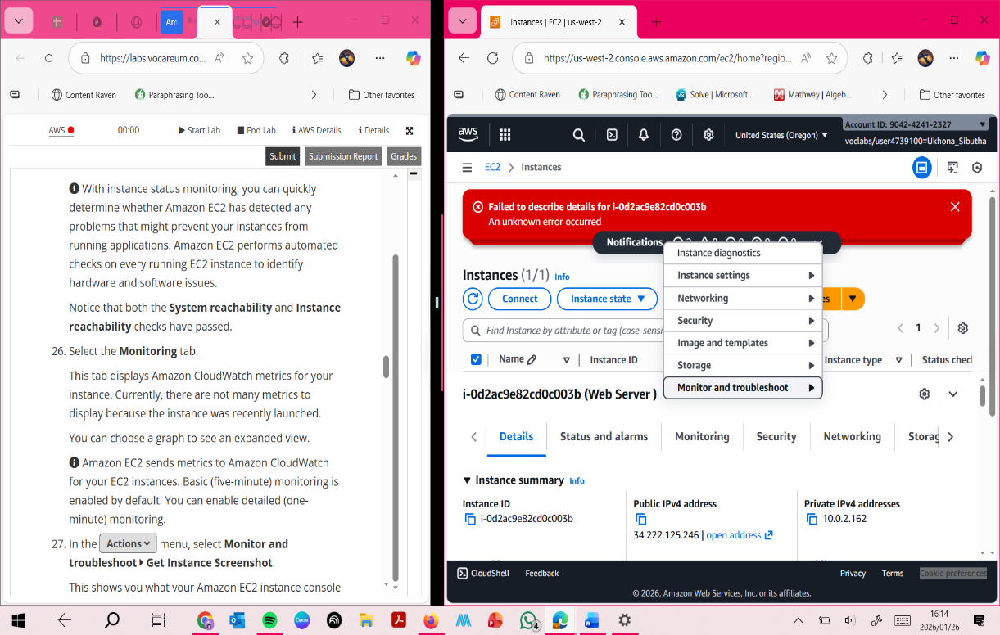 Am
https://labs.vocareum.co...
Content Raven
Paraphrasing Too...
Other favorites
AWS
00:00
Start Lab
End Lab
AWS Details
Details
Submit
Submission Report
Grades
With instance status monitoring, you can quickly
determine whether Amazon EC2 has detected any
problems that might prevent your instances from
running applications. Amazon EC2 performs automated
checks on every running EC2 instance to identify
hardware and software issues.
Notice that both the System reachability and Instance
reachability checks have passed.
26. Select the Monitoring tab.
This tab displays Amazon CloudWatch metrics for your
instance. Currently, there are not many metrics to
display because the instance was recently launched.
You can choose a graph to see an expanded view.
Amazon EC2 sends metrics to Amazon CloudWatch
for your EC2 instances. Basic (five-minute) monitoring is
enabled by default. You can enable detailed (one-
minute) monitoring.
27. In the Actions menu, select Monitor and
troubleshoot Get Instance Screenshot.
This shows you what your Amazon EC2 instance console
Instances | EC2 | us-west-2
https://us-west-2.console.aws.amazon.com/ec2/home?regio...
Content Raven
Paraphrasing Too...
Solve | Microsoft...
Mathway | Algeb...
Other favorites
aws
United States (Oregon)
Account ID: 9042-4241-2327
voclabs/user4739100=Ukhona_Sibutha
EC2
Instances
Failed to describe details for i-0d2ac9e82cd0c003b
An unknown error occurred
Notifications
Instance diagnostics
Instance settings
Networking
Security
Image and templates
Storage
Monitor and troubleshoot
Instances (1/1) Info
Connect
Instance state
es
Find Instance by attribute or tag (case-sensi
1
Name
Instance ID
Instance type
Status check
i-0d2ac9e82cd0c003b (Web Server )
Details
Status and alarms
Monitoring
Security
Networking
Storag
Instance summary Info
Instance ID
i-0d2ac9e82cd0c003b
Public IPv4 address
34.222.125.246 | open address
Private IPv4 addresses
10.0.2.162
CloudShell
Feedback
Privacy
Terms
Cookie preferences
© 2026, Amazon Web Services, Inc. or its affiliates.
4
16:14
2026/01/26